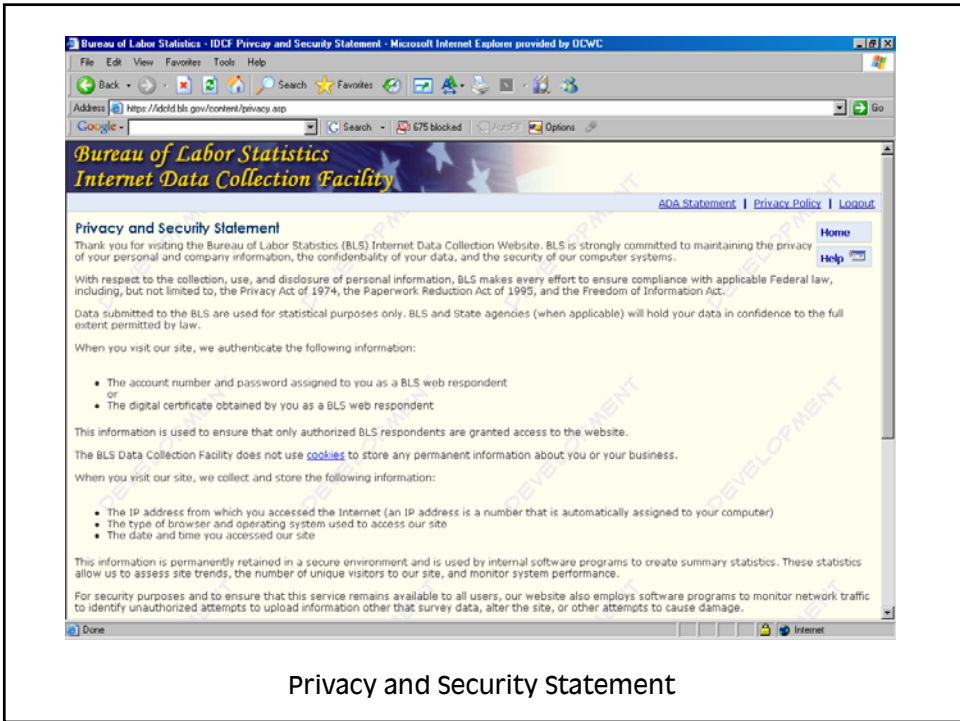 Bureau of Labor Statistics - IDCF Privcay and Security Statement - Microsoft Internet Explorer provided by OCWC
File Edit View Favorites Tools Help
Back Search Favorites
Address https://idcfd.bls.gov/content/privacy.asp Go
Google - Search 675 blocked AutoFill Options
Bureau of Labor Statistics
Internet Data Collection Facility
ADA Statement | Privacy Policy | Logout
Privacy and Security Statement
Home
Thank you for visiting the Bureau of Labor Statistics (BLS) Internet Data Collection Website. BLS is strongly committed to maintaining the privacy
of your personal and company information, the confidentiality of your data, and the security of our computer systems.
Help
With respect to the collection, use, and disclosure of personal information, BLS makes every effort to ensure compliance with applicable Federal law,
including, but not limited to, the Privacy Act of 1974, the Paperwork Reduction Act of 1995, and the Freedom of Information Act.
Data submitted to the BLS are used for statistical purposes only. BLS and State agencies (when applicable) will hold your data in confidence to the full
extent permitted by law.
When you visit our site, we authenticate the following information:
• The account number and password assigned to you as a BLS web respondent
or
• The digital certificate obtained by you as a BLS web respondent
This information is used to ensure that only authorized BLS respondents are granted access to the website.
The BLS Data Collection Facility does not use cookies to store any permanent information about you or your business.
When you visit our site, we collect and store the following information:
• The IP address from which you accessed the Internet (an IP address is a number that is automatically assigned to your computer)
• The type of browser and operating system used to access our site
• The date and time you accessed our site
This information is permanently retained in a secure environment and is used by internal software programs to create summary statistics. These statistics
allow us to assess site trends, the number of unique visitors to our site, and monitor system performance.
For security purposes and to ensure that this service remains available to all users, our website also employs software programs to monitor network traffic
to identify unauthorized attempts to upload information other that survey data, alter the site, or other attempts to cause damage.
DEVELOPMENT
Done Internet
Privacy and Security Statement